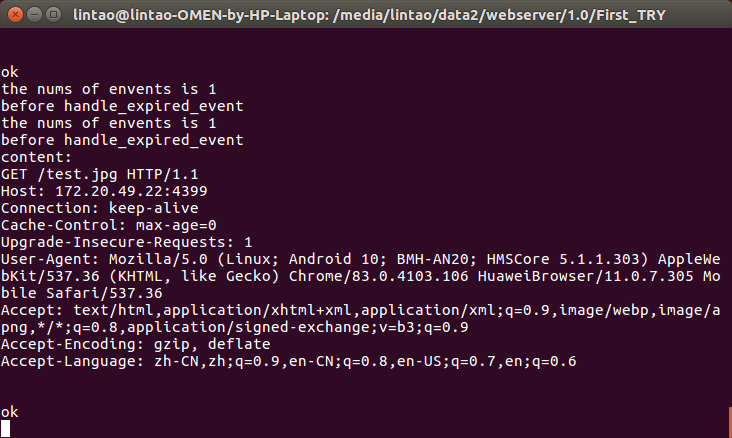 lintao@lintao-OMEN-by-HP-Laptop: /media/lintao/data2/webserver/1.0/First_TRY
ok
the nums of envents is 1
before handle_expired_event
the nums of envents is 1
before handle_expired_event
content:
GET /test.jpg HTTP/1.1
Host: 172.20.49.22:4399
Connection: keep-alive
Cache-Control: max-age=0
Upgrade-Insecure-Requests: 1
User-Agent: Mozilla/5.0 (Linux; Android 10; BMH-AN20; HMSCore 5.1.1.303) AppleWe
bKit/537.36 (KHTML, like Gecko) Chrome/83.0.4103.106 HuaweiBrowser/11.0.7.305 Mo
bile Safari/537.36
Accept: text/html,application/xhtml+xml,application/xml;q=0.9,image/webp,image/a
png,*/*;q=0.8,application/signed-exchange;v=b3;q=0.9
Accept-Encoding: gzip, deflate
Accept-Language: zh-CN,zh;q=0.9,en-CN;q=0.8,en-US;q=0.7,en;q=0.6
ok